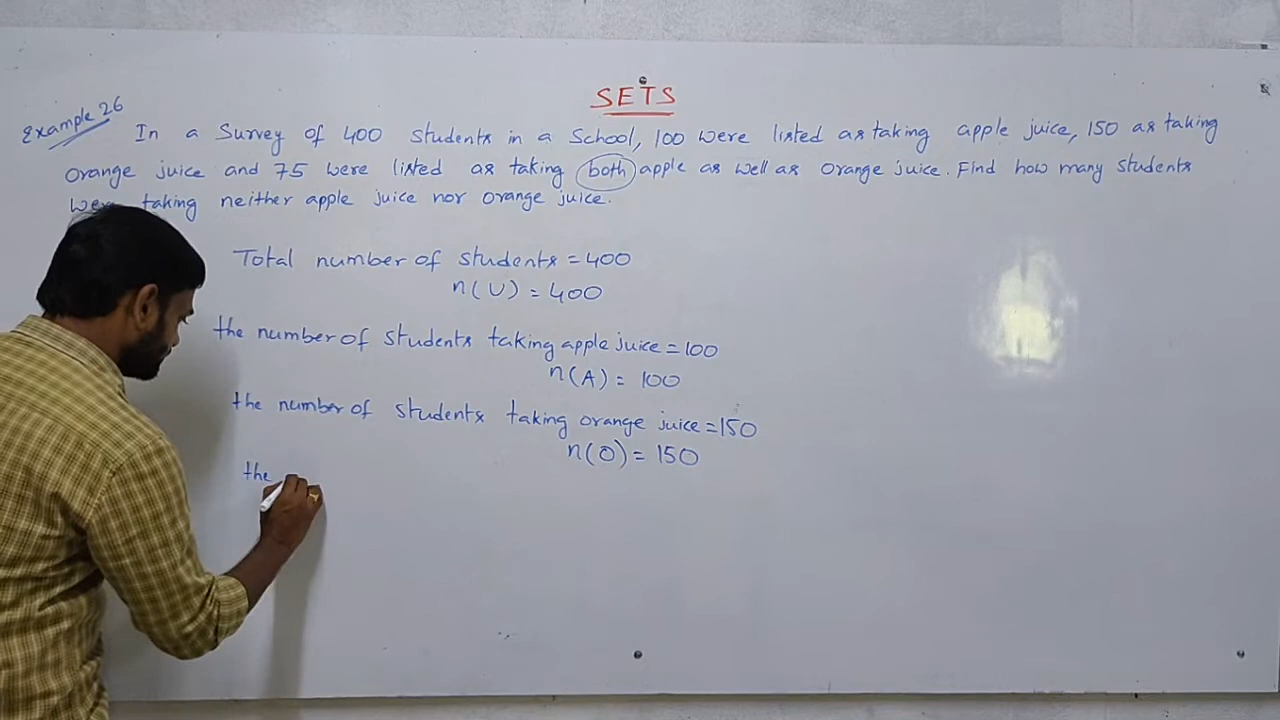 SETS
Example 26
In a Survey of 400 students in a School, 100 were listed as taking apple juice, 150 as taking
orange juice and 75 were listed as taking both apple as well as orange juice. Find how many students
were taking neither apple juice nor orange juice.
Total number of students = 400
n(U) = 400
the number of students taking apple juice = 100
n(A) = 100
the number of students taking orange juice = 150
n(O) = 150
the